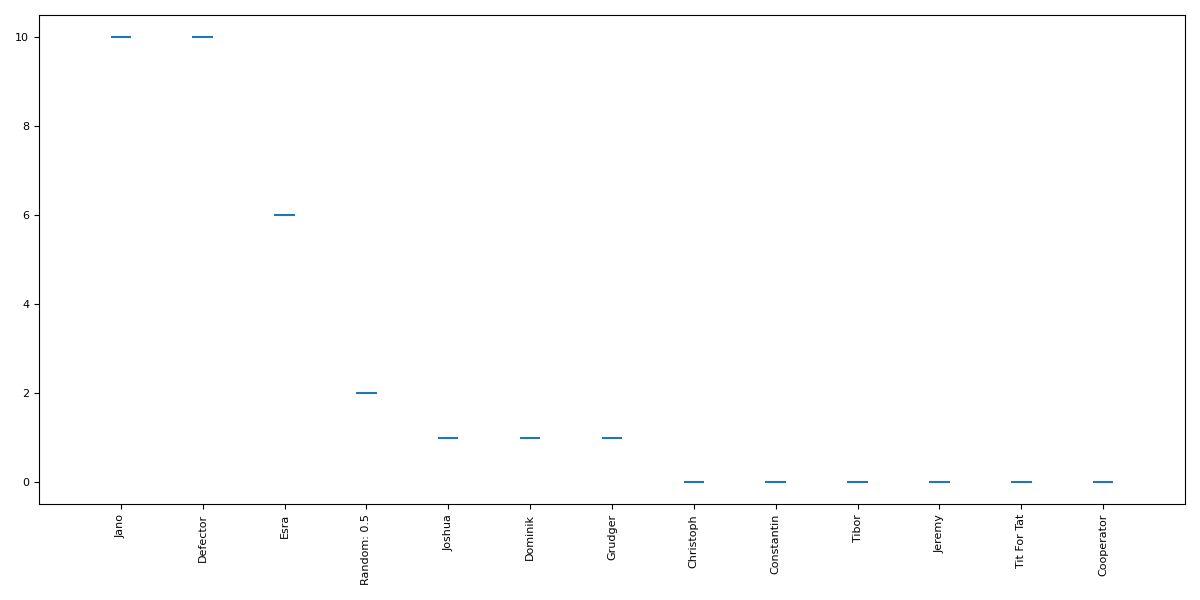 10
8
6
4
2
0
Jano
Defector
Esra
Random: 0.5
Joshua
Dominik
Grudger
Christoph
Constantin
Tibor
Jeremy
Tit For Tat
Cooperator